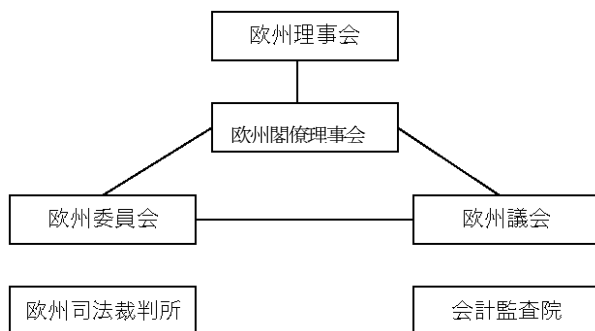 欧州理事会
欧州閣僚理事会
欧州委員会
欧州議会
欧州司法裁判所
会計監査院